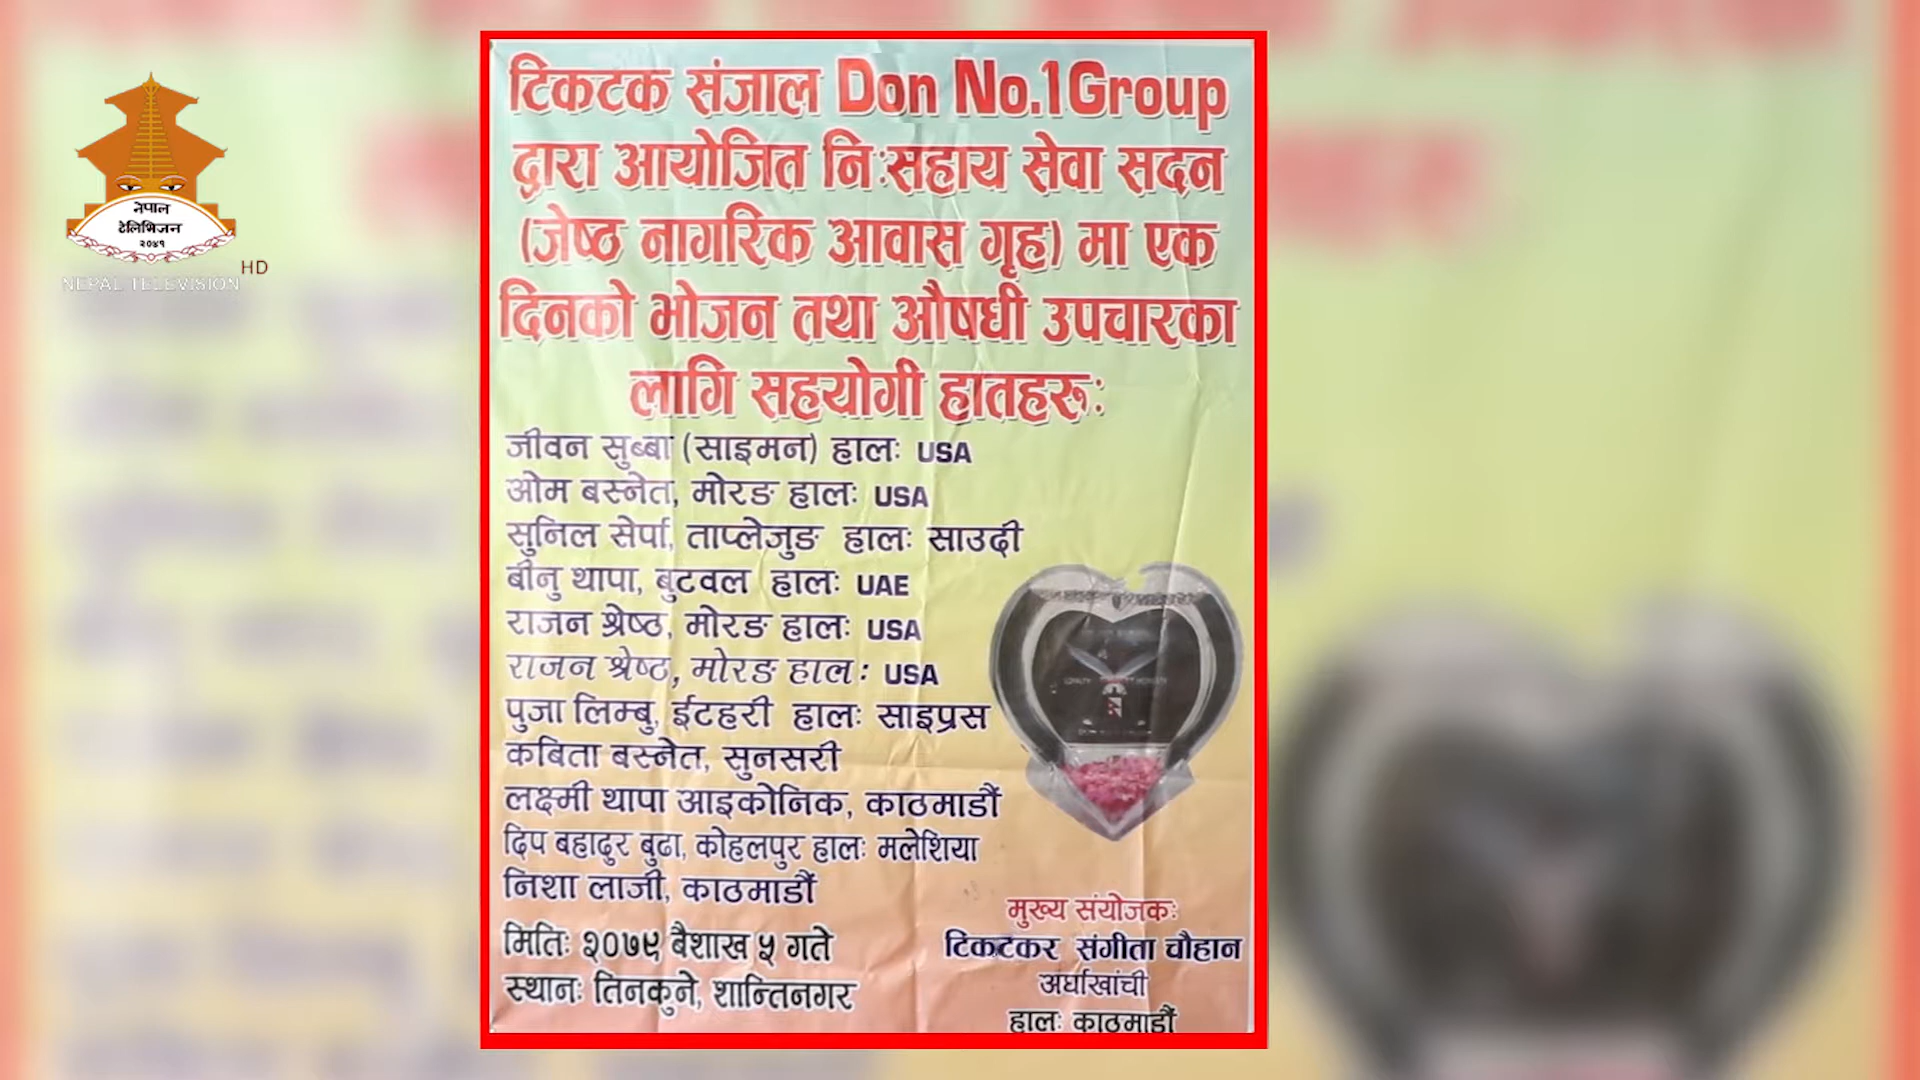 नेपाल
टेलिभिजन
२०४१
NEPAL TELEVISION HD
टिकटक संजाल Don No.1Group
द्वारा आयोजित निःसहाय सेवा सदन
(जेष्ठ नागरिक आवास गृह) मा एक
दिनको भोजन तथा औषधी उपचारका
लागि सहयोगी हातहरुः
जीवन सुब्बा (साइमन) हालः USA
ओम बस्नेत, मोरङ हालः USA
सुनिल सेर्पा, ताप्लेजुङ हालः साउदी
बीनु थापा, बुटवल हालः UAE
राजन श्रेष्ठ, मोरङ हालः USA
राजन श्रेष्ठ, मोरङ हाल : USA
पुजा लिम्बु, ईटहरी हालः साइप्रस
कबिता बस्नेत, सुनसरी
लक्ष्मी थापा आइकोनिक, काठमाडौं
दिप बहादुर बुढा, कोहलपुर हालः मलेशिया
निशा लाजी, काठमाडौं
मितिः २०७९ बैशाख ५ गते
स्थानः तिनकुने, शान्तिनगर
मुख्य संयोजकः
टिकटकर संगीता चौहान
अर्घाखांची
हालः काठमाडौं